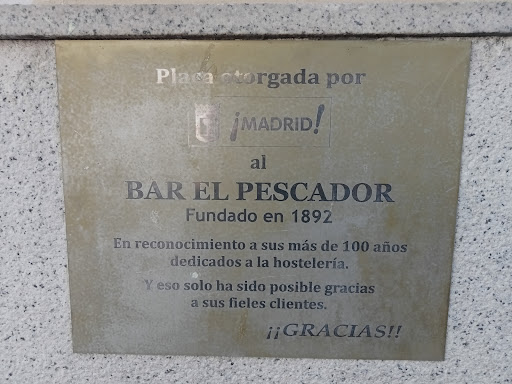 Placa otorgada por
¡MADRID!
al
BAR EL PESCADOR
Fundado en 1892
En reconocimiento a sus más de 100 años
dedicados a la hostelería.
Y eso solo ha sido posible gracias
a sus fieles clientes.
¡¡GRACIAS!!